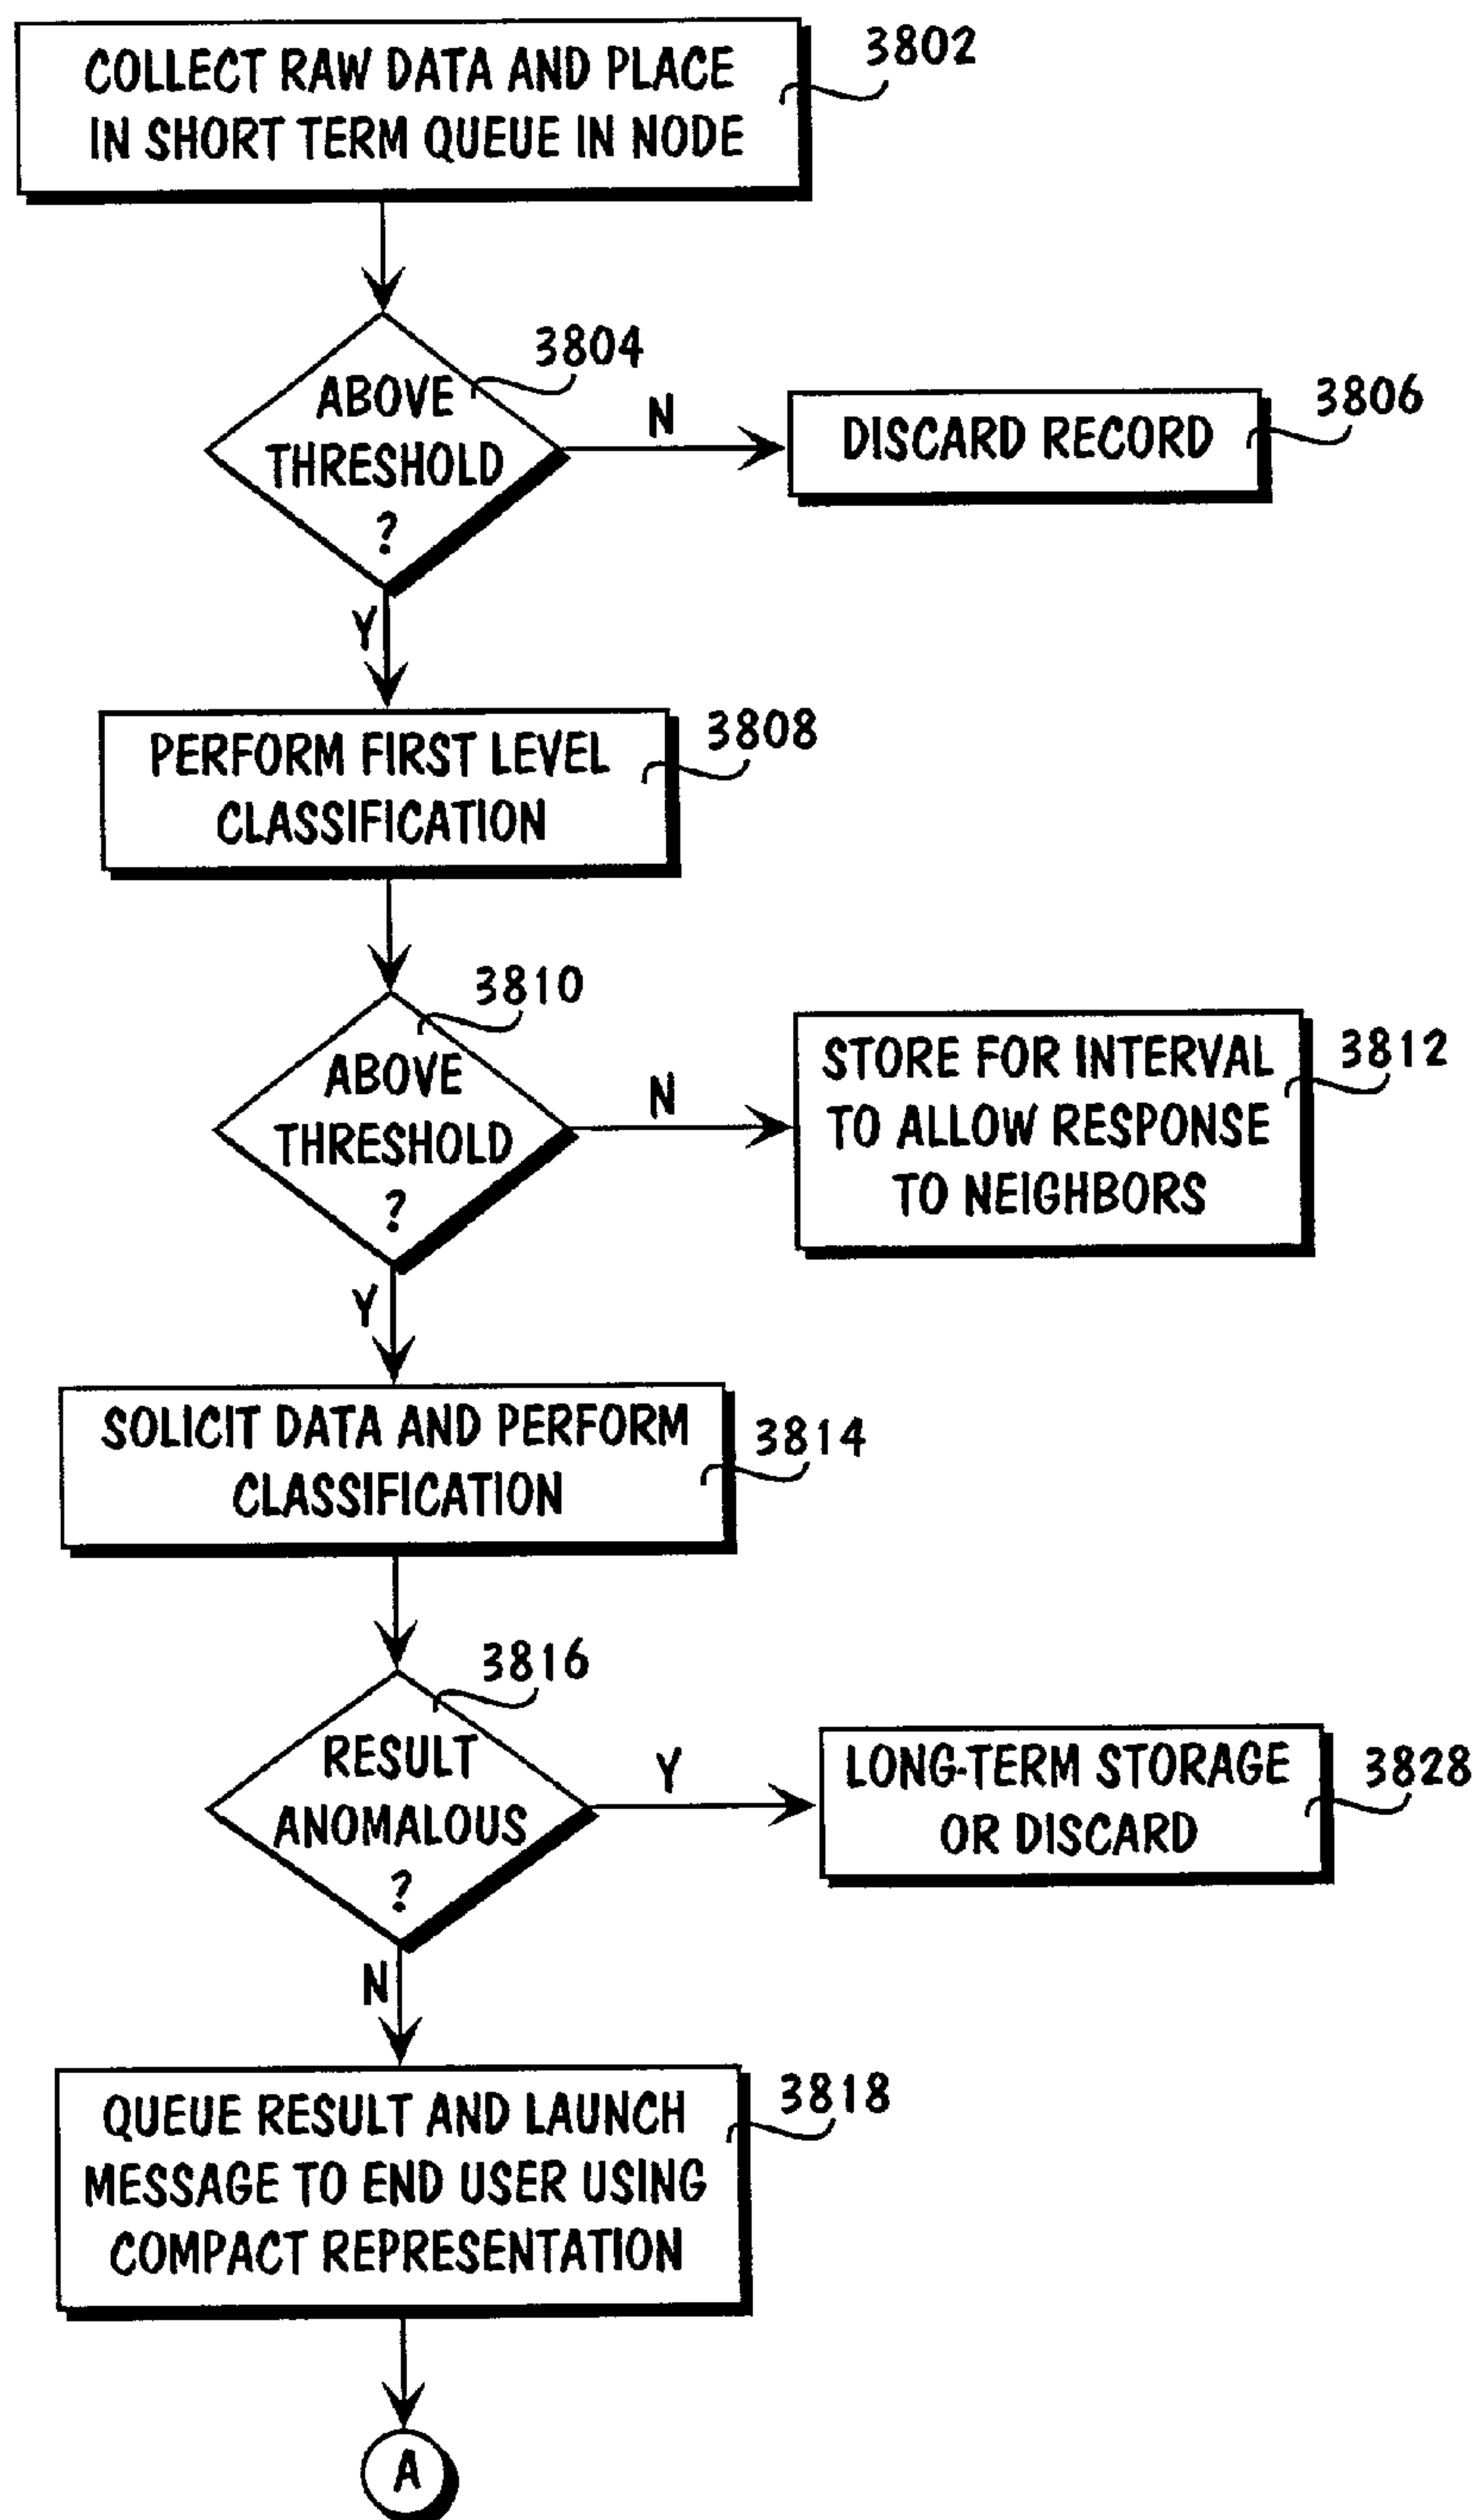 COLLECT RAW DATA AND PLACE
IN SHORT TERM QUEUE IN NODE
3802
ABOVE
THRESHOLD
?
3804
N
DISCARD RECORD
3806
Y
PERFORM FIRST LEVEL
CLASSIFICATION
3808
ABOVE
THRESHOLD
?
3810
N
STORE FOR INTERVAL
TO ALLOW RESPONSE
TO NEIGHBORS
3812
Y
SOLICIT DATA AND PERFORM
CLASSIFICATION
3814
RESULT
ANOMALOUS
?
3816
Y
LONG-TERM STORAGE
OR DISCARD
3828
N
QUEUE RESULT AND LAUNCH
MESSAGE TO END USER USING
COMPACT REPRESENTATION
3818
A